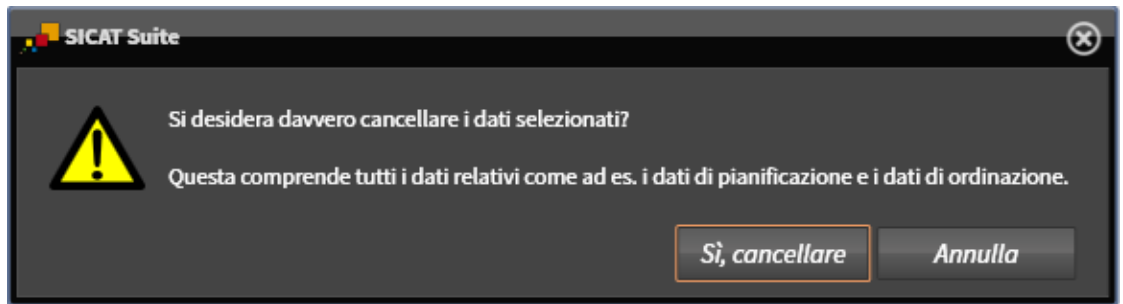 SICAT Suite
Si desidera davvero cancellare i dati selezionati?
Questa comprende tutti i dati relativi come ad es. i dati di pianificazione e i dati di ordinazione.
Sì, cancellare
Annulla